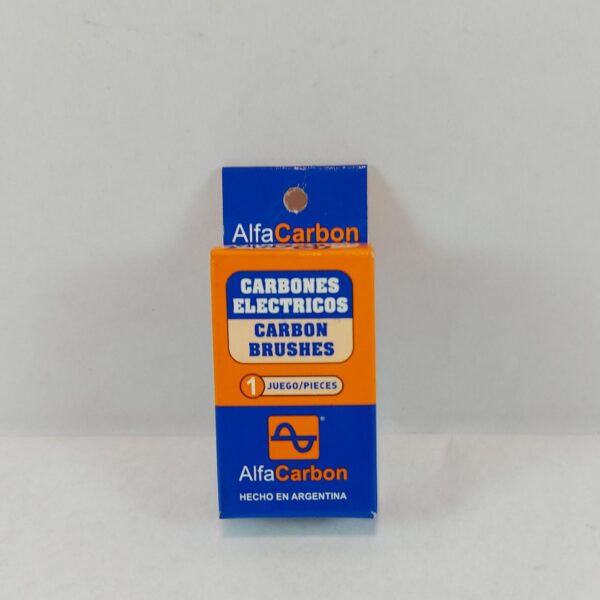 AlfaCarbon
CARBONES
ELECTRICOS
CARBON
BRUSHES
1 JUEGO/PIECES
®
AlfaCarbon
HECHO EN ARGENTINA